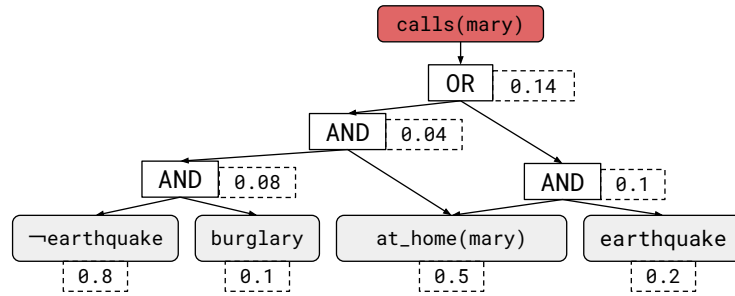 calls(mary)
OR 0.14
AND 0.04
AND 0.08 AND 0.1
¬earthquake burglary at_home(mary) earthquake
0.8 0.1 0.5 0.2